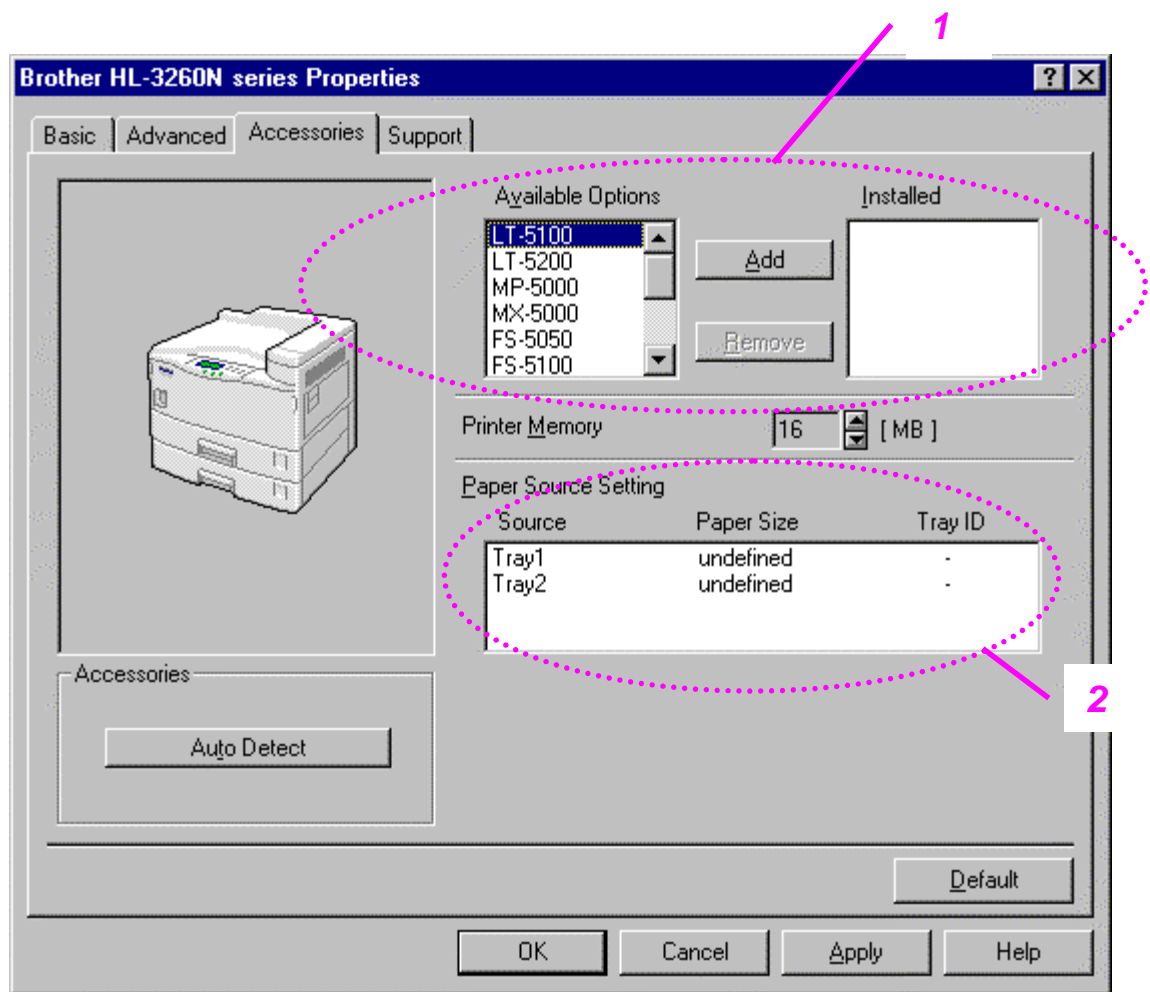 1
Brother HL-3260N series Properties
Basic Advanced Accessories Support
Available Options Installed
LT-5100
LT-5200
MP-5000
MX-5000
FS-5050
FS-5100
Add
Remove
Printer Memory 16 [ MB ]
Paper Source Setting
Source Paper Size Tray ID
Tray1 undefined -
Tray2 undefined -
2
Accessories
Auto Detect
Default
OK Cancel Apply Help